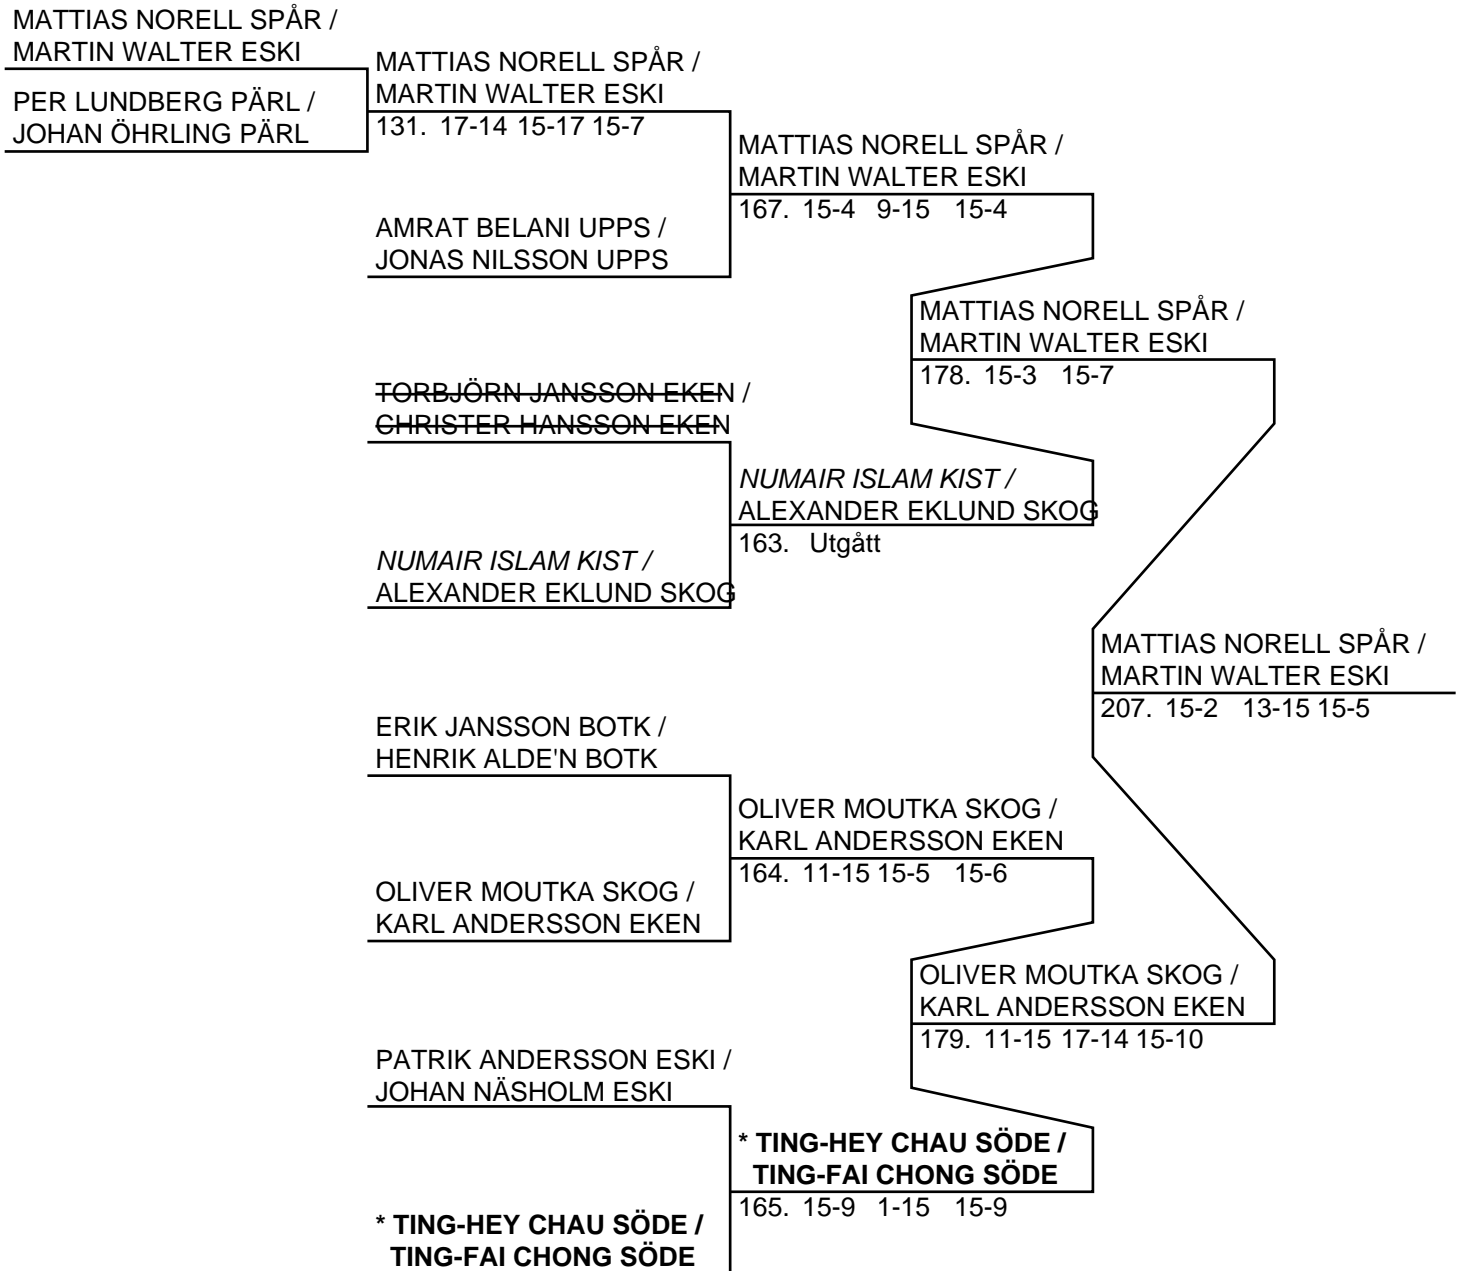 MATTIAS NORELL SPÅR /
MARTIN WALTER ESKI
PER LUNDBERG PÄRL /
JOHAN ÖHRLING PÄRL
MATTIAS NORELL SPÅR /
MARTIN WALTER ESKI
131. 17-14 15-17 15-7
AMRAT BELANI UPPS /
JONAS NILSSON UPPS
MATTIAS NORELL SPÅR /
MARTIN WALTER ESKI
167. 15-4 9-15 15-4
TORBJÖRN JANSSON EKEN /
CHRISTER HANSSON EKEN
NUMAIR ISLAM KIST /
ALEXANDER EKLUND SKOG
NUMAIR ISLAM KIST /
ALEXANDER EKLUND SKOG
163. Utgått
MATTIAS NORELL SPÅR /
MARTIN WALTER ESKI
178. 15-3 15-7
ERIK JANSSON BOTK /
HENRIK ALDE'N BOTK
OLIVER MOUTKA SKOG /
KARL ANDERSSON EKEN
OLIVER MOUTKA SKOG /
KARL ANDERSSON EKEN
164. 11-15 15-5 15-6
PATRIK ANDERSSON ESKI /
JOHAN NÄSHOLM ESKI
* TING-HEY CHAU SÖDE /
TING-FAI CHONG SÖDE
* TING-HEY CHAU SÖDE /
TING-FAI CHONG SÖDE
165. 15-9 1-15 15-9
OLIVER MOUTKA SKOG /
KARL ANDERSSON EKEN
179. 11-15 17-14 15-10
MATTIAS NORELL SPÅR /
MARTIN WALTER ESKI
207. 15-2 13-15 15-5